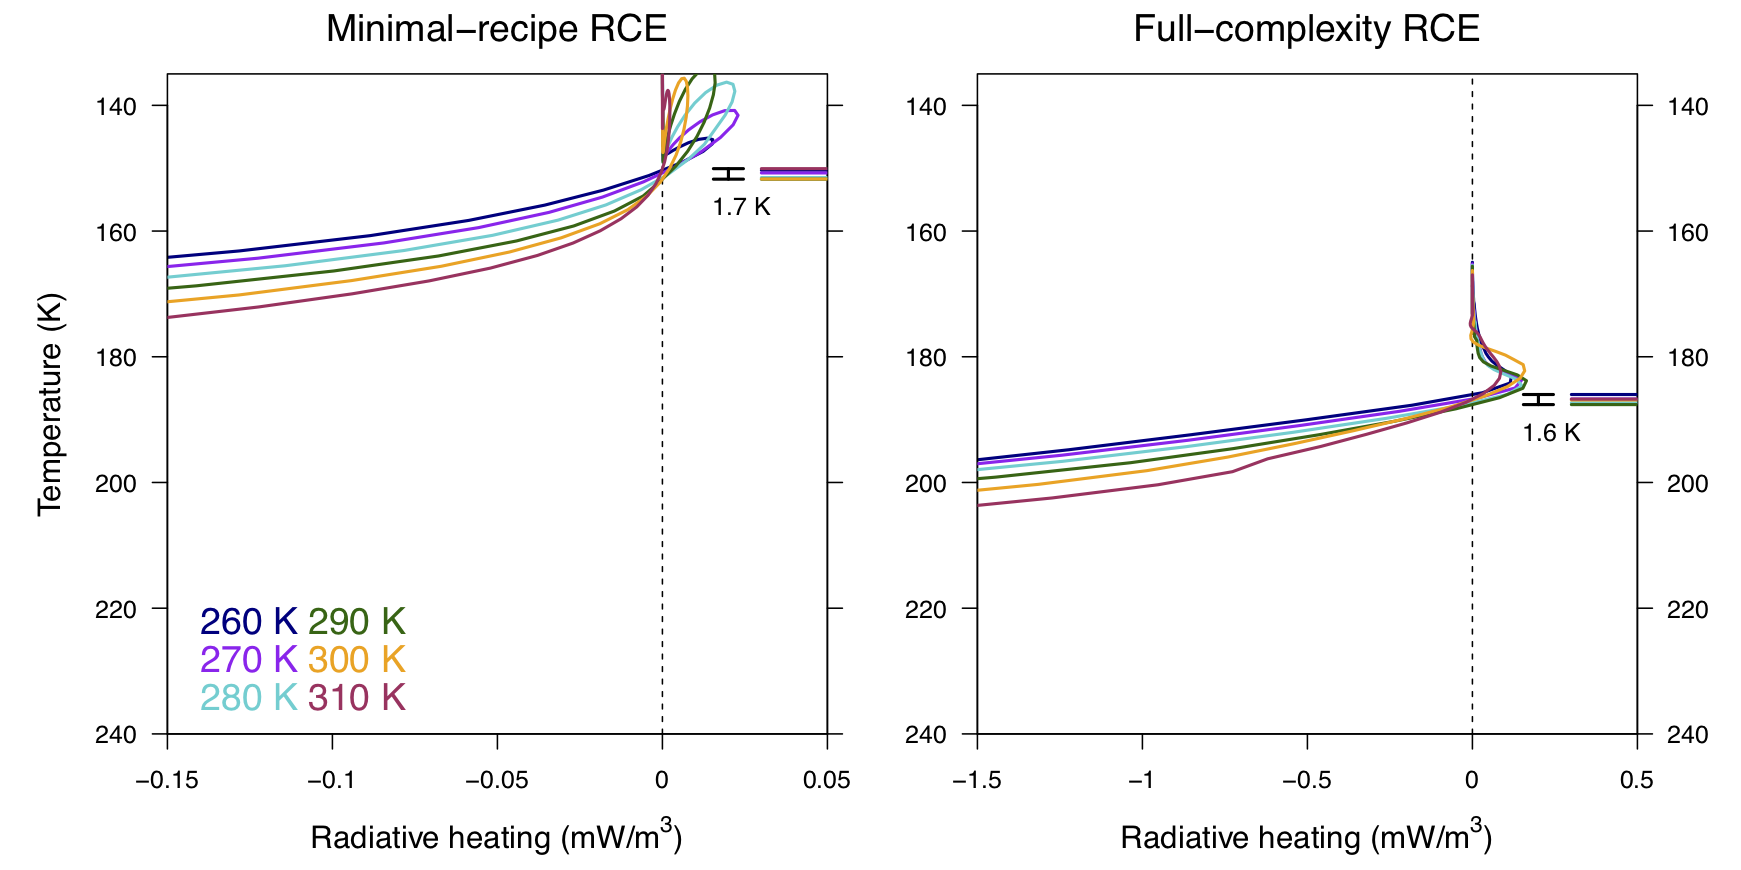 Minimal−recipe RCE
Full−complexity RCE
Temperature (K)
140
160
180
200
220
240
1.7 K
260 K 290 K
270 K 300 K
280 K 310 K
−0.15 −0.1 −0.05 0 0.05
Radiative heating (mW/m³)
140
160
180
200
220
240
1.6 K
140
160
180
200
220
240
−1.5 −1 −0.5 0 0.5
Radiative heating (mW/m³)